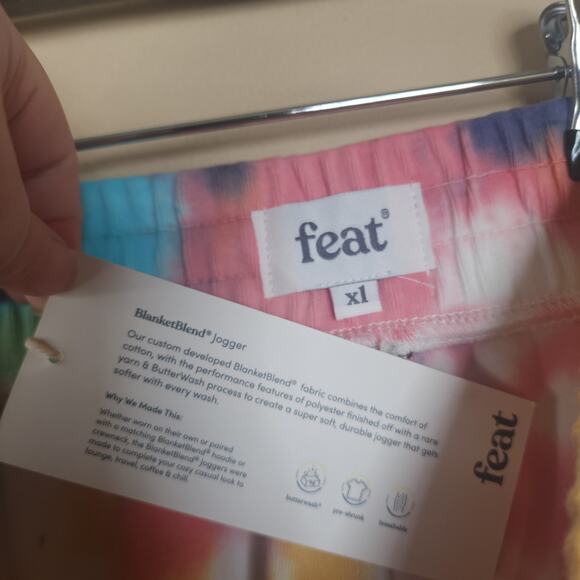 feat®
xl
BlanketBlend® Jogger
Our custom developed BlanketBlend® fabric combines the comfort of
cotton, with the performance features of polyester finished off with a rare
yarn & ButterWash process to create a super soft, durable jogger that gets
softer with every wash.
Why We Made This:
Whether worn on their own or paired
with a matching BlanketBlend® hoodie or
crewneck, the BlanketBlend® Joggers were
made to complete your cozy casual look to
lounge, travel, coffee & chill.
butterwash®
pre-shrunk
breathable
feat